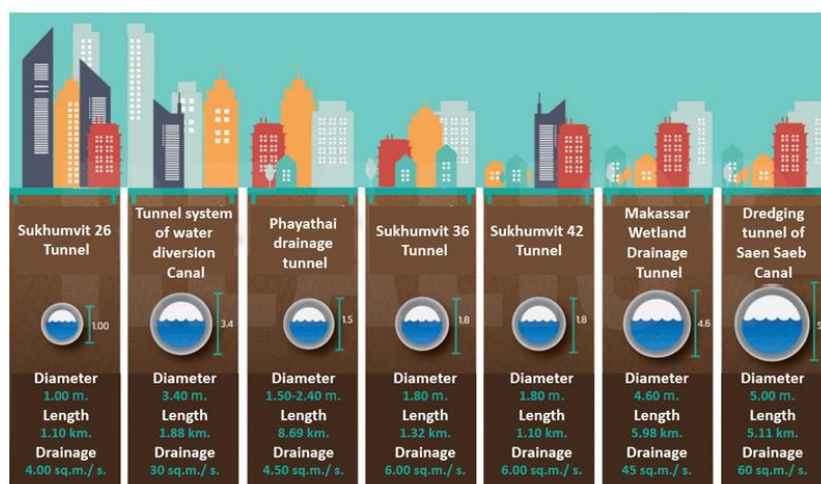 Sukhumvit 26
Tunnel
1.00
Diameter
1.00 m.
Length
1.10 km.
Drainage
4.00 sq.m./ s.
Tunnel system
of water
diversion
Canal
3.4
Diameter
3.40 m.
Length
1.88 km.
Drainage
30 sq.m./ s.
Phayathai
drainage
tunnel
1.5
Diameter
1.50-2.40 m.
Length
8.69 km.
Drainage
4.50 sq.m./ s.
Sukhumvit 36
Tunnel
1.8
Diameter
1.80 m.
Length
1.32 km.
Drainage
6.00 sq.m./ s.
Sukhumvit 42
Tunnel
1.8
Diameter
1.80 m.
Length
1.10 km.
Drainage
6.00 sq.m./ s.
Makassar
Wetland
Drainage
Tunnel
4.6
Diameter
4.60 m.
Length
5.98 km.
Drainage
45 sq.m./ s.
Dredging
tunnel of
Saen Saeb
Canal
Diameter
5.00 m.
Length
5.11 km.
Drainage
60 sq.m./ s.